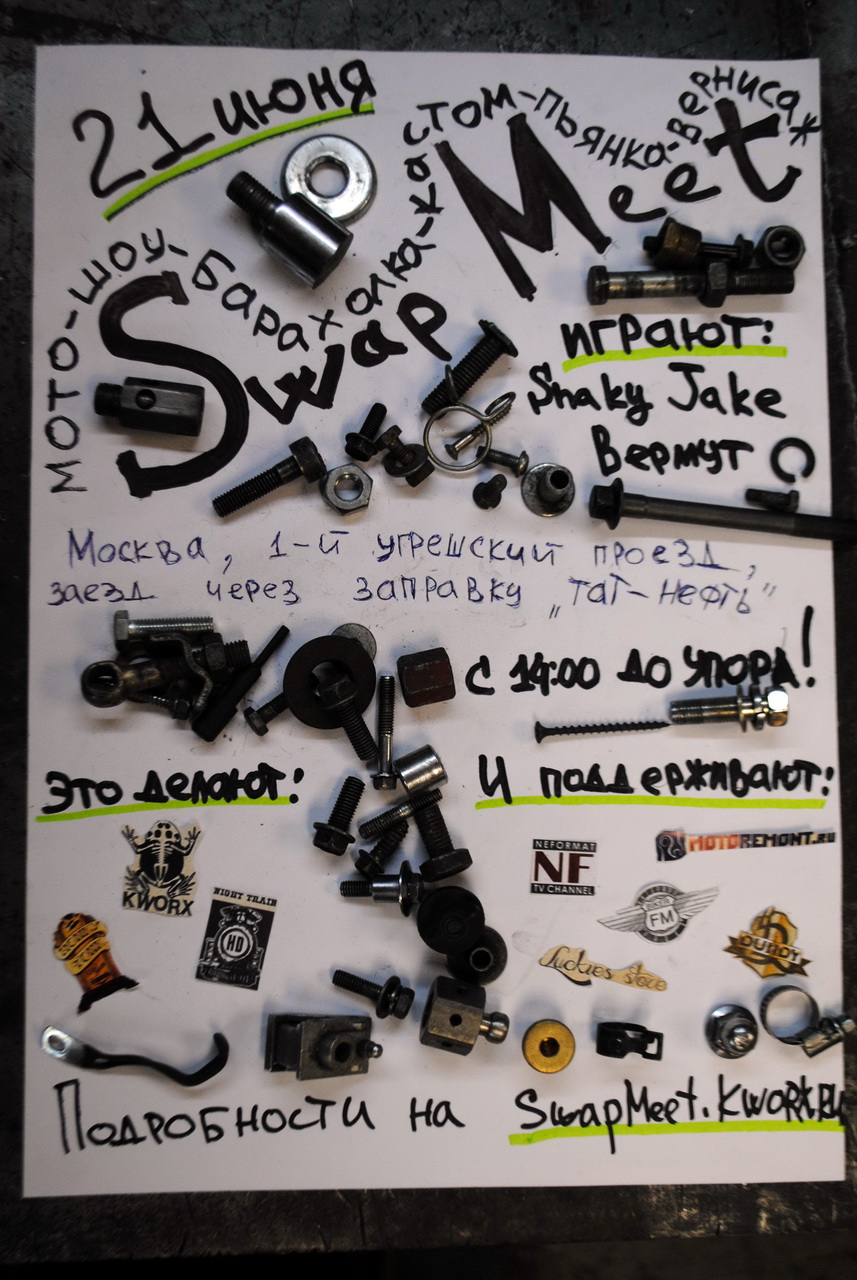 21 июня
мото-шоу-барахолка-кастом-пьянка-вернисаж
Swap Meet
играют:
Shaky Jake
Вермут
Москва, 1-й угрешский проезд,
заезд через заправку „Тат-нефть"
с 14:00 до упора!
Это делают:
И поддерживают:
KWORX
NIGHT TRAIN
HD
NEFORMAT
NF
TV CHANNEL
MOTOREMONT.RU
FM
Luckies store
Подробности на SwapMeet.KWORX.RU